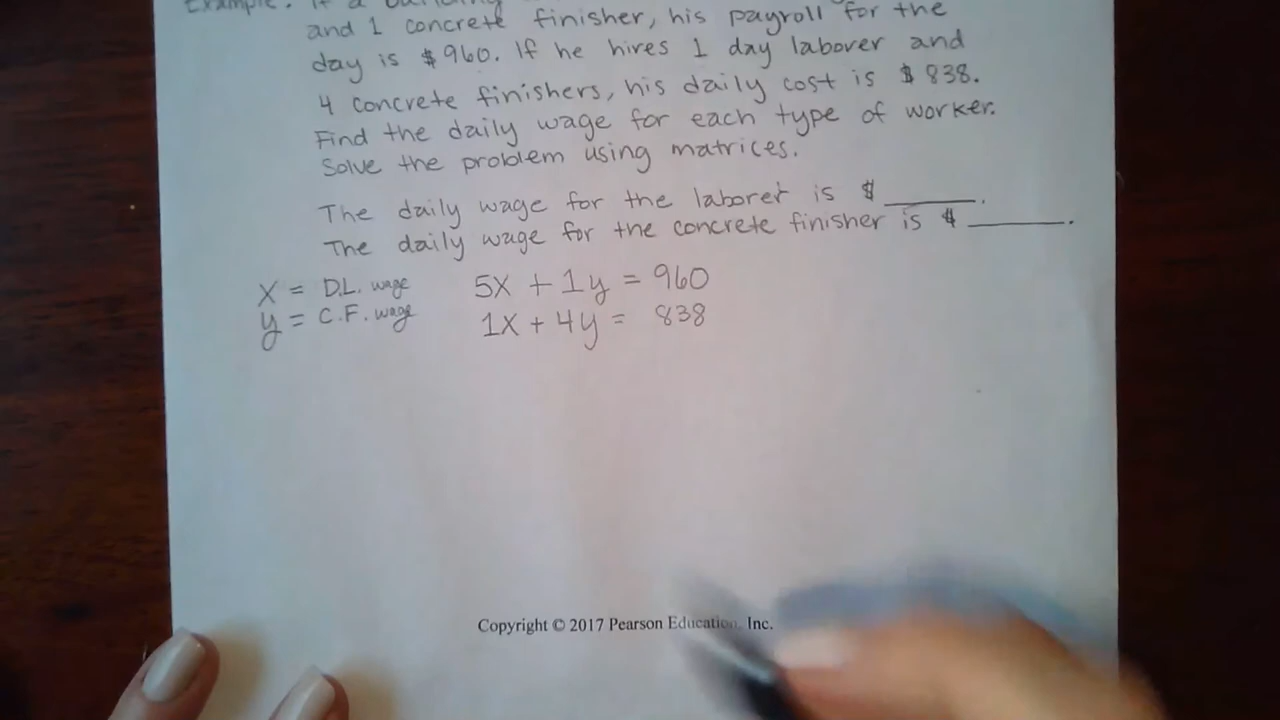 Example: If a building
and 1 concrete finisher, his payroll for the
day is $960. If he hires 1 day laborer and
4 concrete finishers, his daily cost is $838.
Find the daily wage for each type of worker.
Solve the problem using matrices.
The daily wage for the laborer is $______.
The daily wage for the concrete finisher is $______.
x = D.L. wage 5x + 1y = 960
y = C.F. wage 1x + 4y = 838
Copyright © 2017 Pearson Education, Inc.